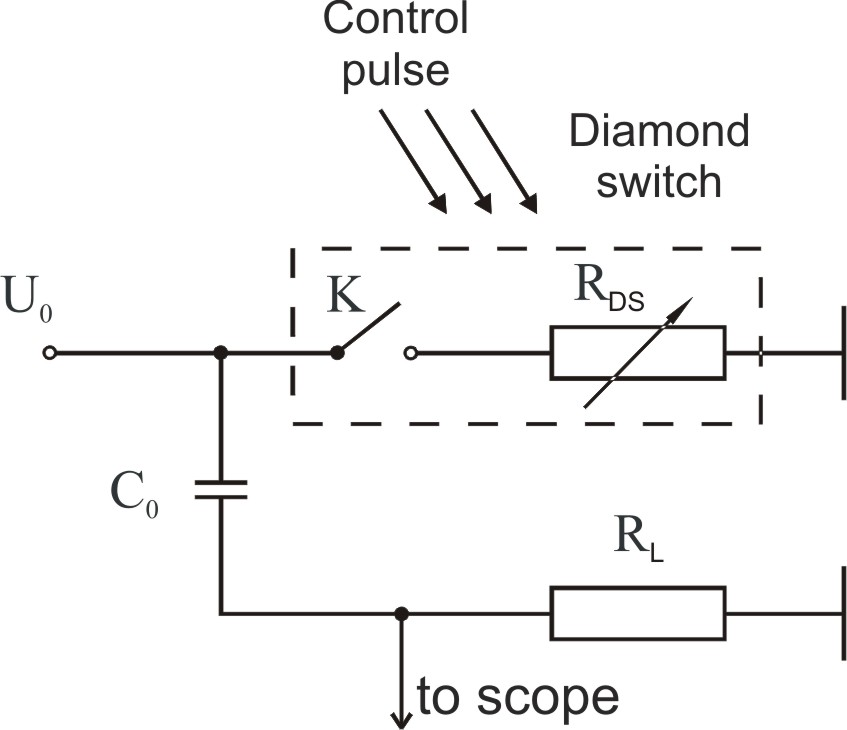 Control
pulse
Diamond
switch
U0
K
RDS
C0
RL
to scope